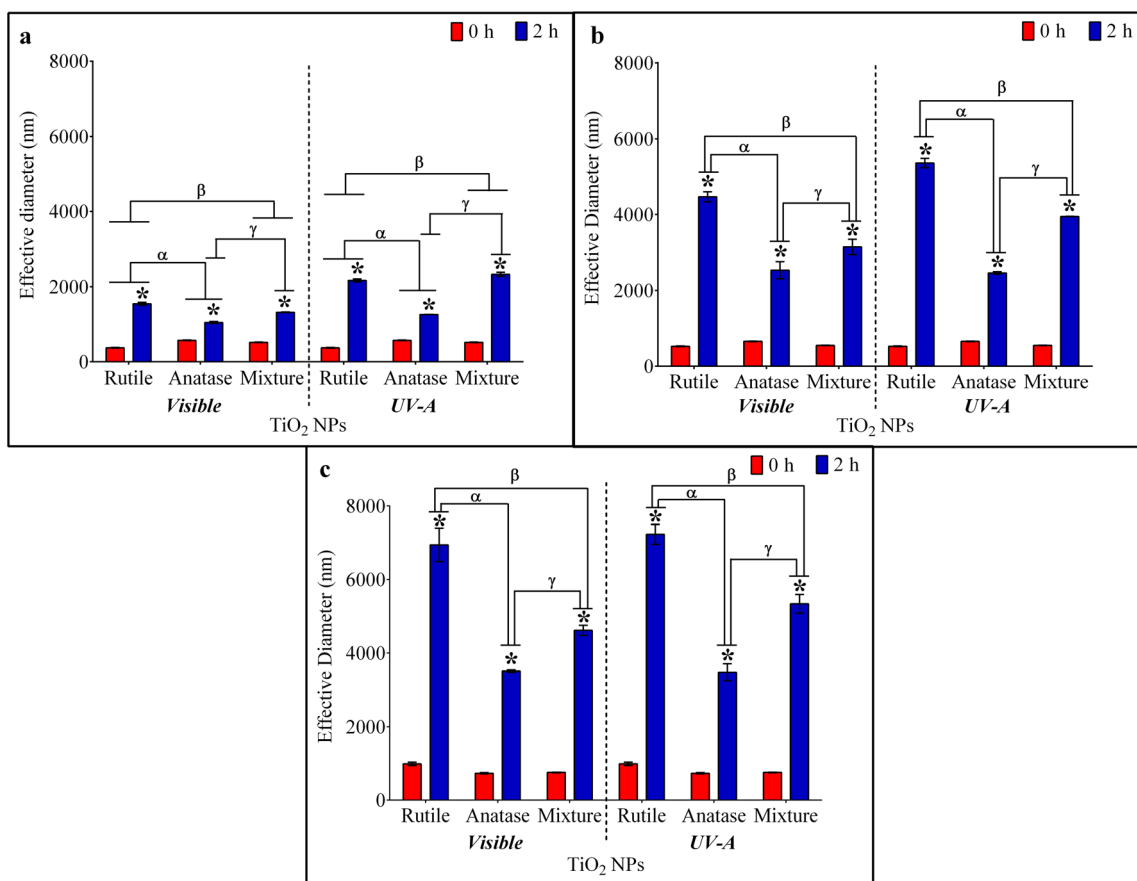 a
0 h 2 h
Effective diameter (nm)
8000
6000
4000
2000
0
β
α
γ
*
*
*
β
α
γ
*
*
*
Rutile Anatase Mixture Rutile Anatase Mixture
Visible UV-A
TiO2 NPs
b
0 h 2 h
Effective Diameter (nm)
8000
6000
4000
2000
0
β
α
γ
*
*
*
β
α
γ
*
*
*
Rutile Anatase Mixture Rutile Anatase Mixture
Visible UV-A
TiO2 NPs
c
0 h 2 h
Effective Diameter (nm)
8000
6000
4000
2000
0
β
α
γ
*
*
*
β
α
γ
*
*
*
Rutile Anatase Mixture Rutile Anatase Mixture
Visible UV-A
TiO2 NPs